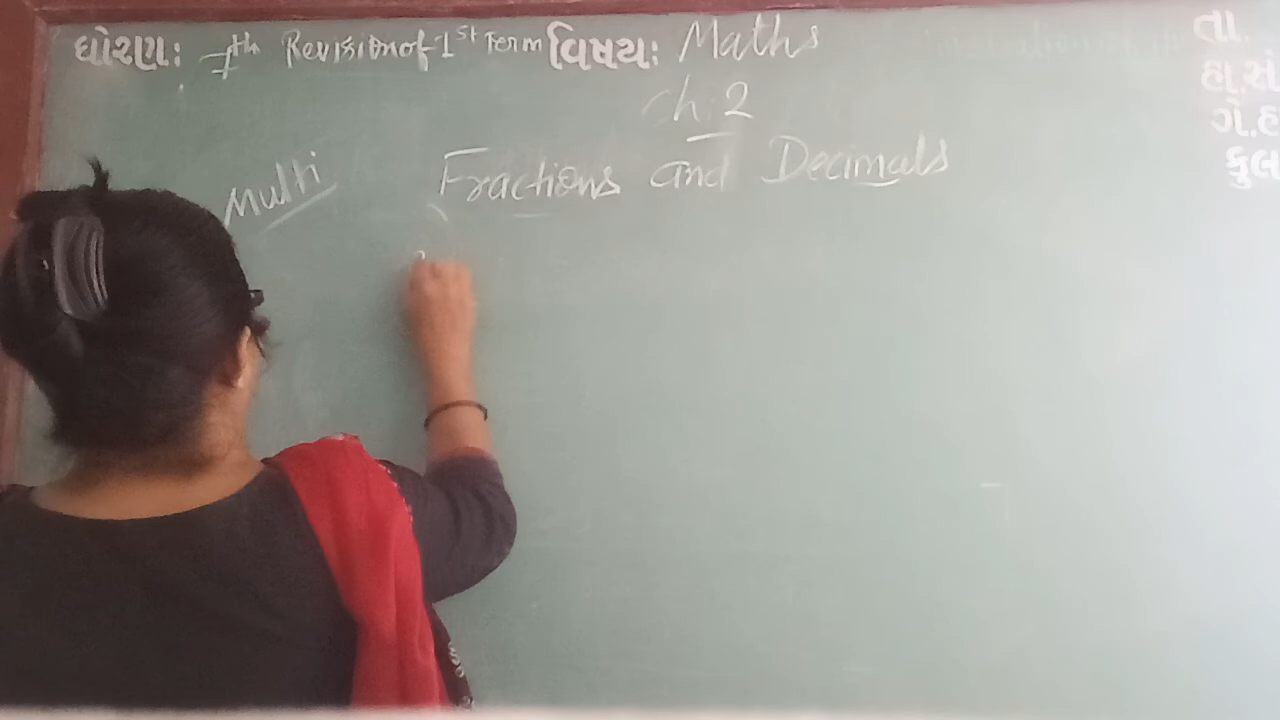 ધોરણ: 7th Revision of 1st Term વિષય: Maths
તા.
હા.સં
ગે.હ
કુલ
ch. 2
Multi
Fractions and Decimals